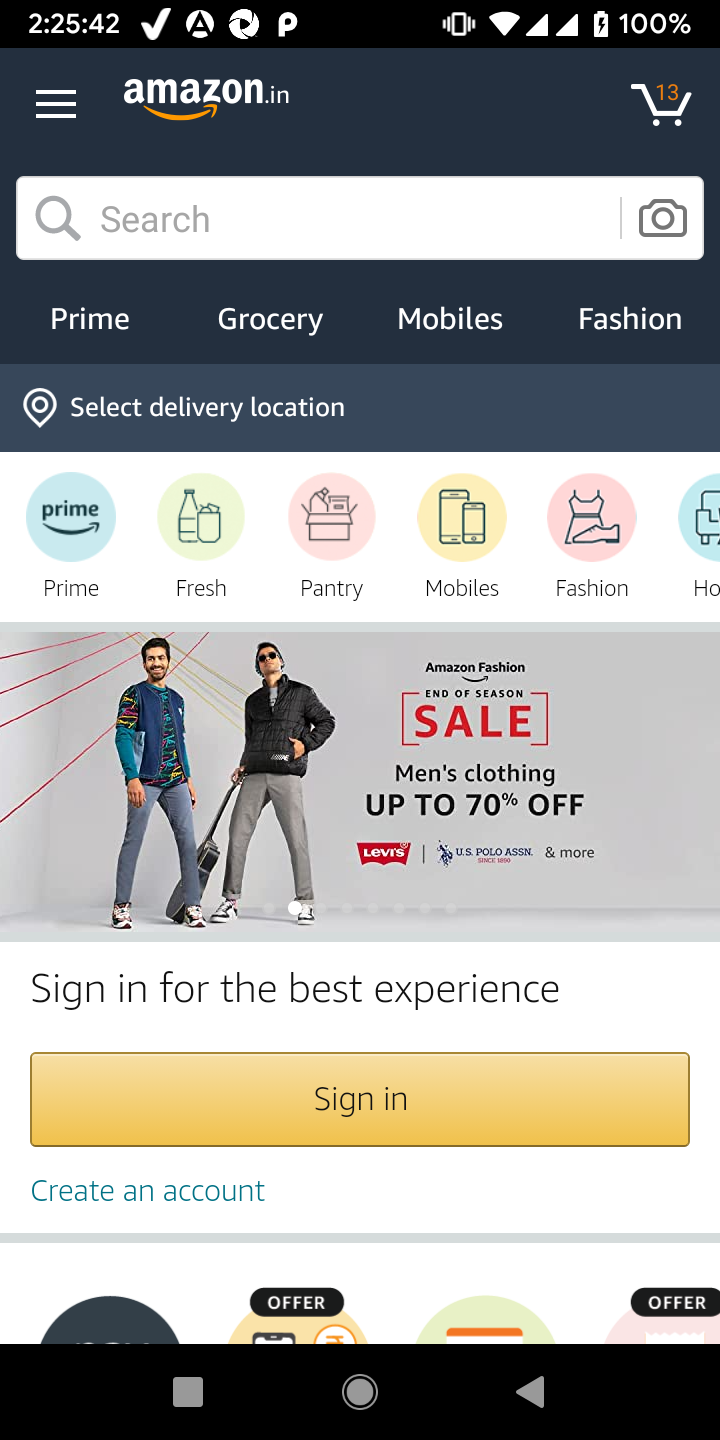 2:25:42
100%
amazon.in
13
Search
Prime
Grocery
Mobiles
Fashion
Select delivery location
prime
Prime
Fresh
Pantry
Mobiles
Fashion
Ho
Amazon Fashion
END OF SEASON
SALE
Men's clothing
UP TO 70% OFF
LEVI'S | U.S. POLO ASSN. & more
SINCE 1890
Sign in for the best experience
Sign in
Create an account
OFFER
OFFER